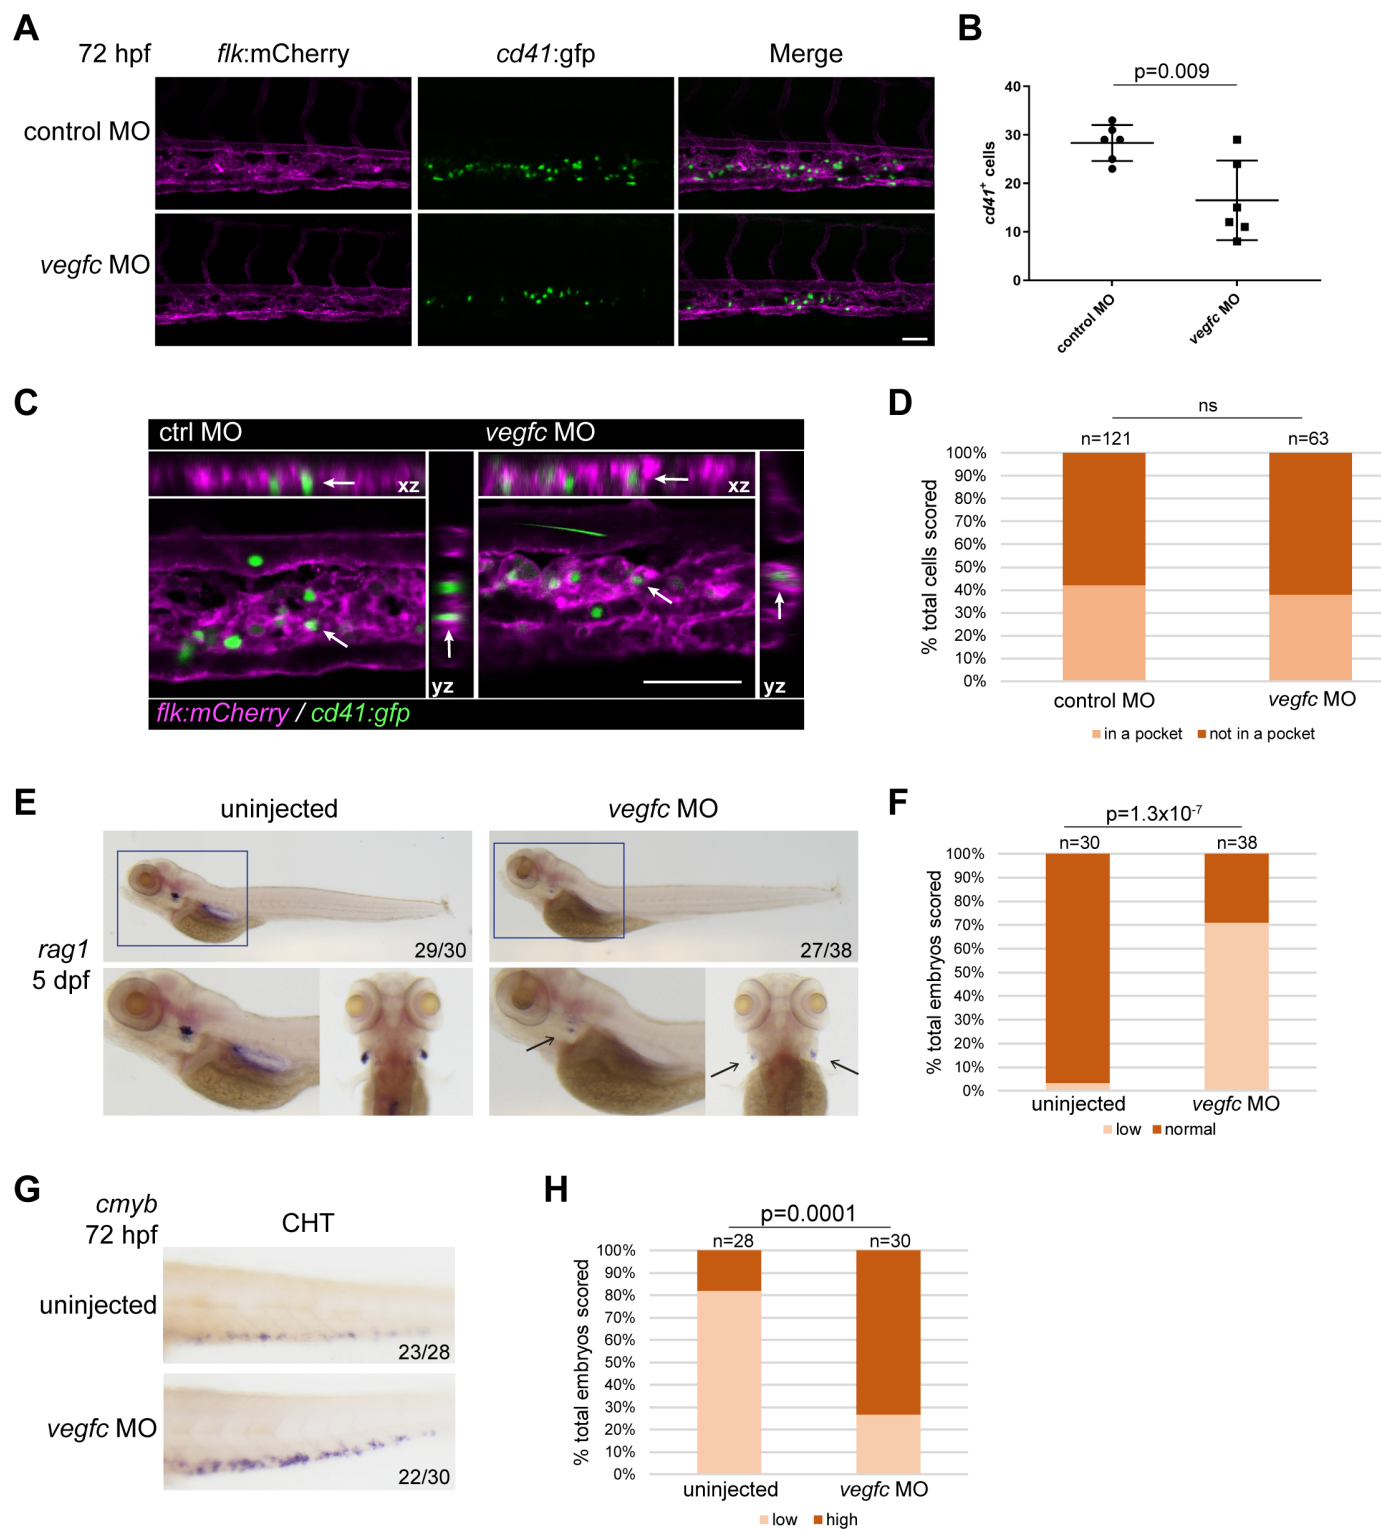 A
72 hpf
flk:mCherry
cd41:gfp
Merge
control MO
vegfc MO
B
p=0.009
40
30
20
10
0
cd41+ cells
control MO
vegfc MO
C
ctrl MO
vegfc MO
xz
xz
yz
yz
flk:mCherry / cd41:gfp
D
ns
n=121
n=63
100%
90%
80%
70%
60%
50%
40%
30%
20%
10%
0%
% total cells scored
control MO
vegfc MO
in a pocket
not in a pocket
E
uninjected
vegfc MO
rag1
5 dpf
29/30
27/38
F
p=1.3x10-7
n=30
n=38
100%
90%
80%
70%
60%
50%
40%
30%
20%
10%
0%
% total embryos scored
uninjected
vegfc MO
low
normal
G
cmyb
72 hpf
CHT
uninjected
23/28
vegfc MO
22/30
H
p=0.0001
n=28
n=30
100%
90%
80%
70%
60%
50%
40%
30%
20%
10%
0%
% total embryos scored
uninjected
vegfc MO
low
high